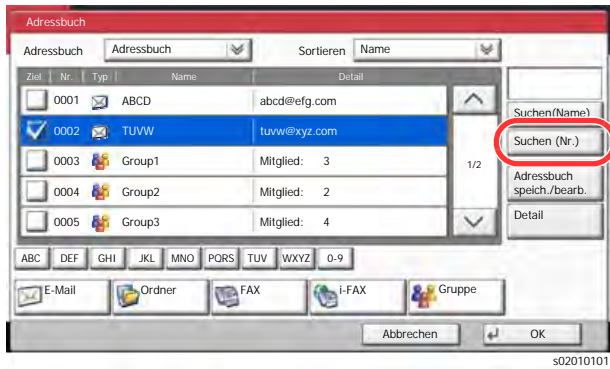 Adressbuch
Adressbuch Adressbuch Sortieren Name
Ziel Nr. Typ Name Detail
0001 ABCD abcd@efg.com
0002 TUVW tuvw@xyz.com
0003 Group1 Mitglied: 3
0004 Group2 Mitglied: 2
0005 Group3 Mitglied: 4
1/2
Suchen(Name)
Suchen (Nr.)
Adressbuch
speich./bearb.
Detail
ABC DEF GHI JKL MNO PQRS TUV WXYZ 0-9
E-Mail Ordner FAX i-FAX Gruppe
Abbrechen OK
s02010101